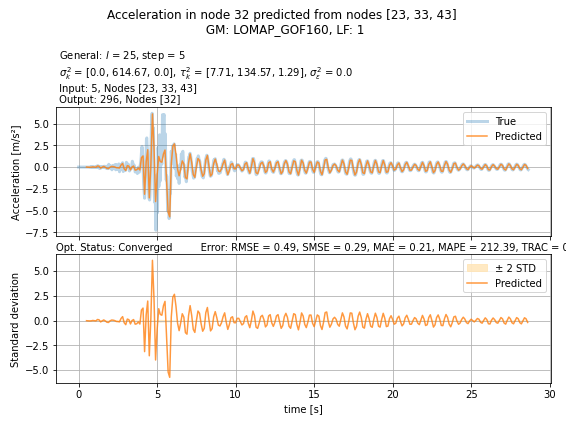 Acceleration in node 32 predicted from nodes [23, 33, 43]
GM: LOMAP_GOF160, LF: 1
General: l = 25, step = 5
σ²ₖ = [0.0, 614.67, 0.0], τ²ₖ = [7.71, 134.57, 1.29], σ²ε = 0.0
Input: 5, Nodes [23, 33, 43]
Output: 296, Nodes [32]
Acceleration [m/s²]
5.0
2.5
0.0
−2.5
−5.0
−7.5
True
Predicted
Opt. Status: Converged Error: RMSE = 0.49, SMSE = 0.29, MAE = 0.21, MAPE = 212.39, TRAC = 0
Standard deviation
5.0
2.5
0.0
−2.5
−5.0
± 2 STD
Predicted
0 5 10 15 20 25 30
time [s]